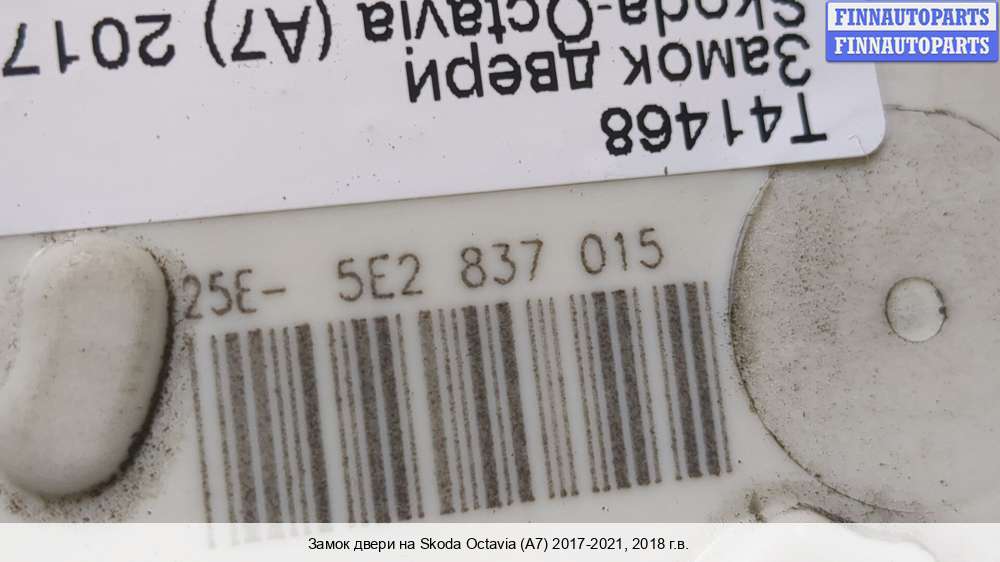 FINNAUTOPARTS
FINNAUTOPARTS
T41468
Замок двери
Skoda-Octavia (A7) 2017
25E- 5E2 837 015
Замок двери на Skoda Octavia (A7) 2017-2021, 2018 г.в.